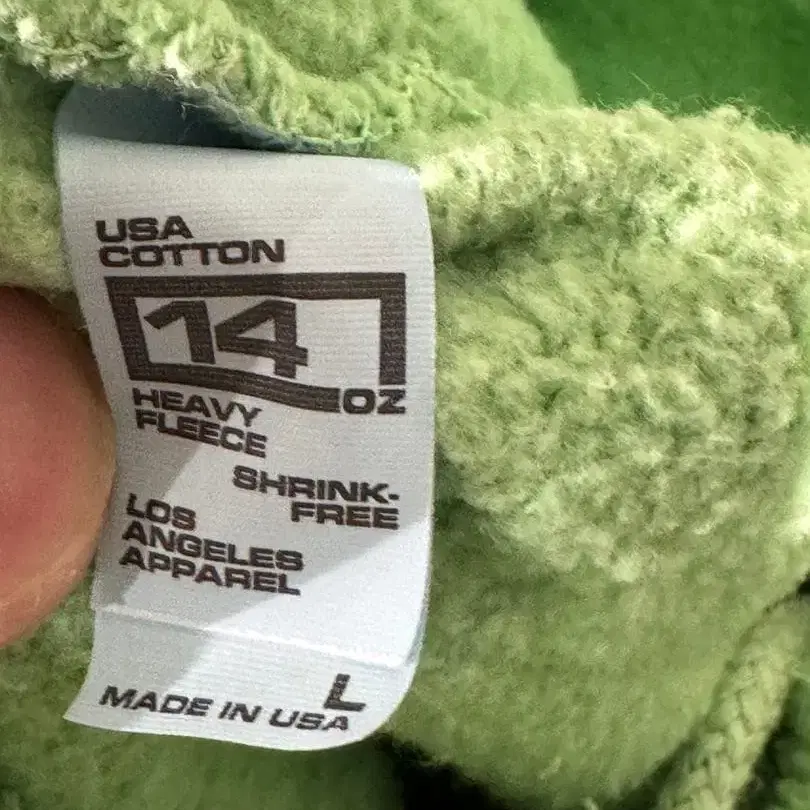 USA
COTTON
14
OZ
HEAVY
FLEECE
SHRINK-
FREE
LOS
ANGELES
APPAREL
L
MADE IN USA